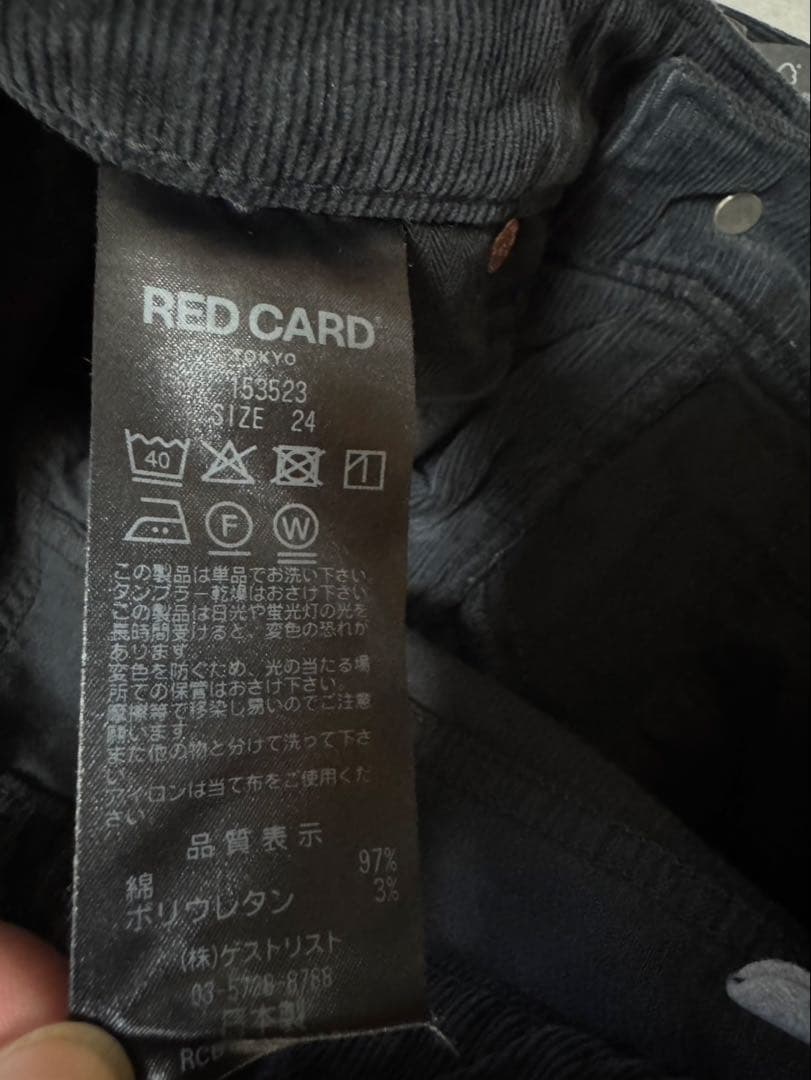 RED CARD
TOKYO
153523
SIZE 24
40
F W
この製品は単品でお洗い下さい
タンブラー乾燥はおさけ下さい
この製品は日光や蛍光灯の光を
長時間受けると、変色の恐れが
あります
変色を防ぐため、光の当たる場
所での保管はおさけ下さい
摩擦等で移染し易いのでご注意
願います
また他の物と分けて洗って下さ
い
アイロンは当て布をご使用くだ
さい
品質表示
綿 97%
ポリウレタン 3%
(株)ゲストリスト
03-5728-8788
日本製